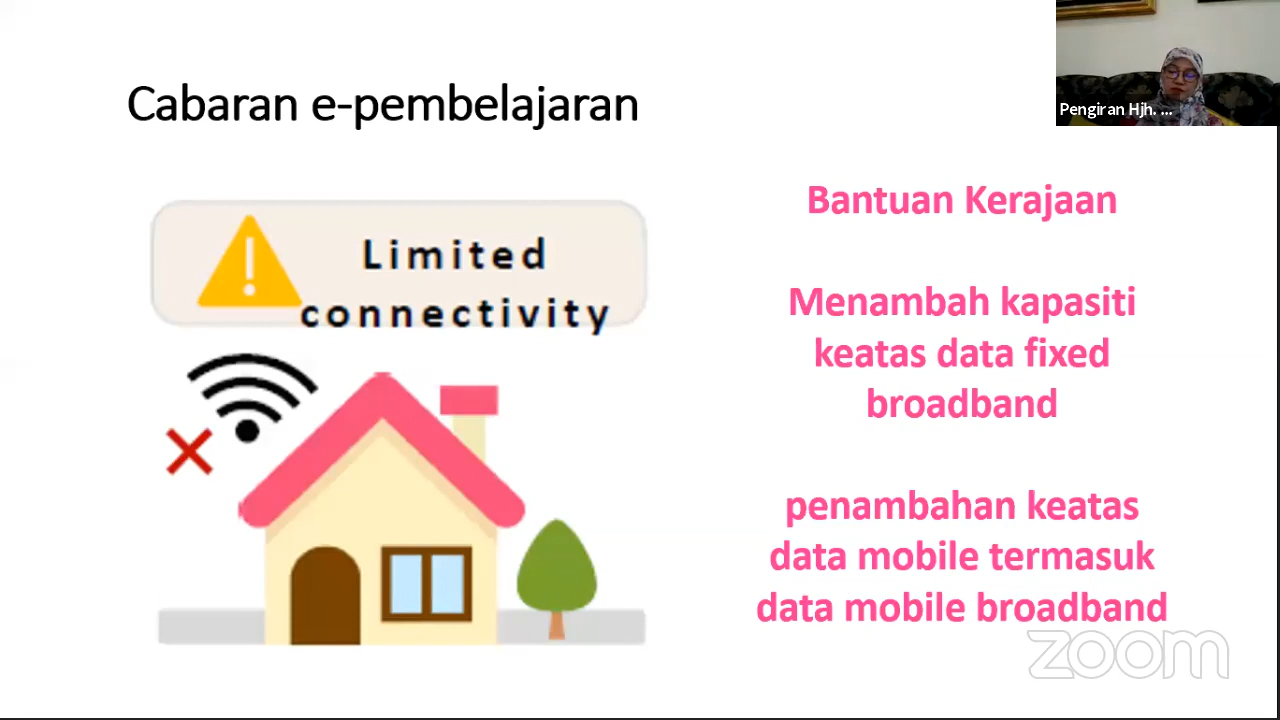 Cabaran e-pembelajaran
Pengiran Hjh. ...
Limited
connectivity
Bantuan Kerajaan
Menambah kapasiti
keatas data fixed
broadband
penambahan keatas
data mobile termasuk
data mobile broadband
zoom